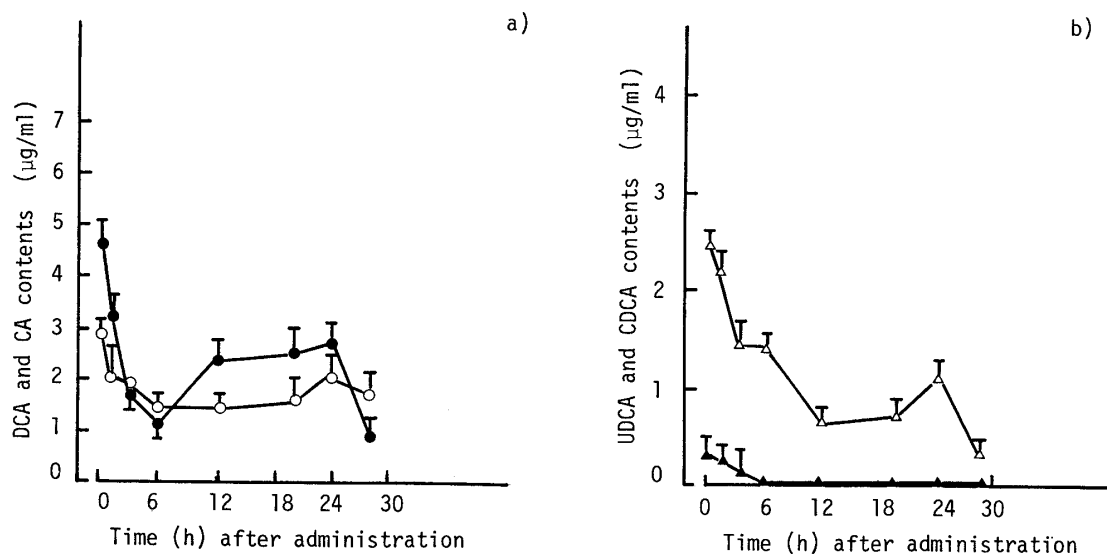 a)
DCA and CA contents (µg/ml)
7
6
5
4
3
2
1
0
0 6 12 18 24 30
Time (h) after administration
b)
UDCA and CDCA contents (µg/ml)
4
3
2
1
0
0 6 12 18 24 30
Time (h) after administration